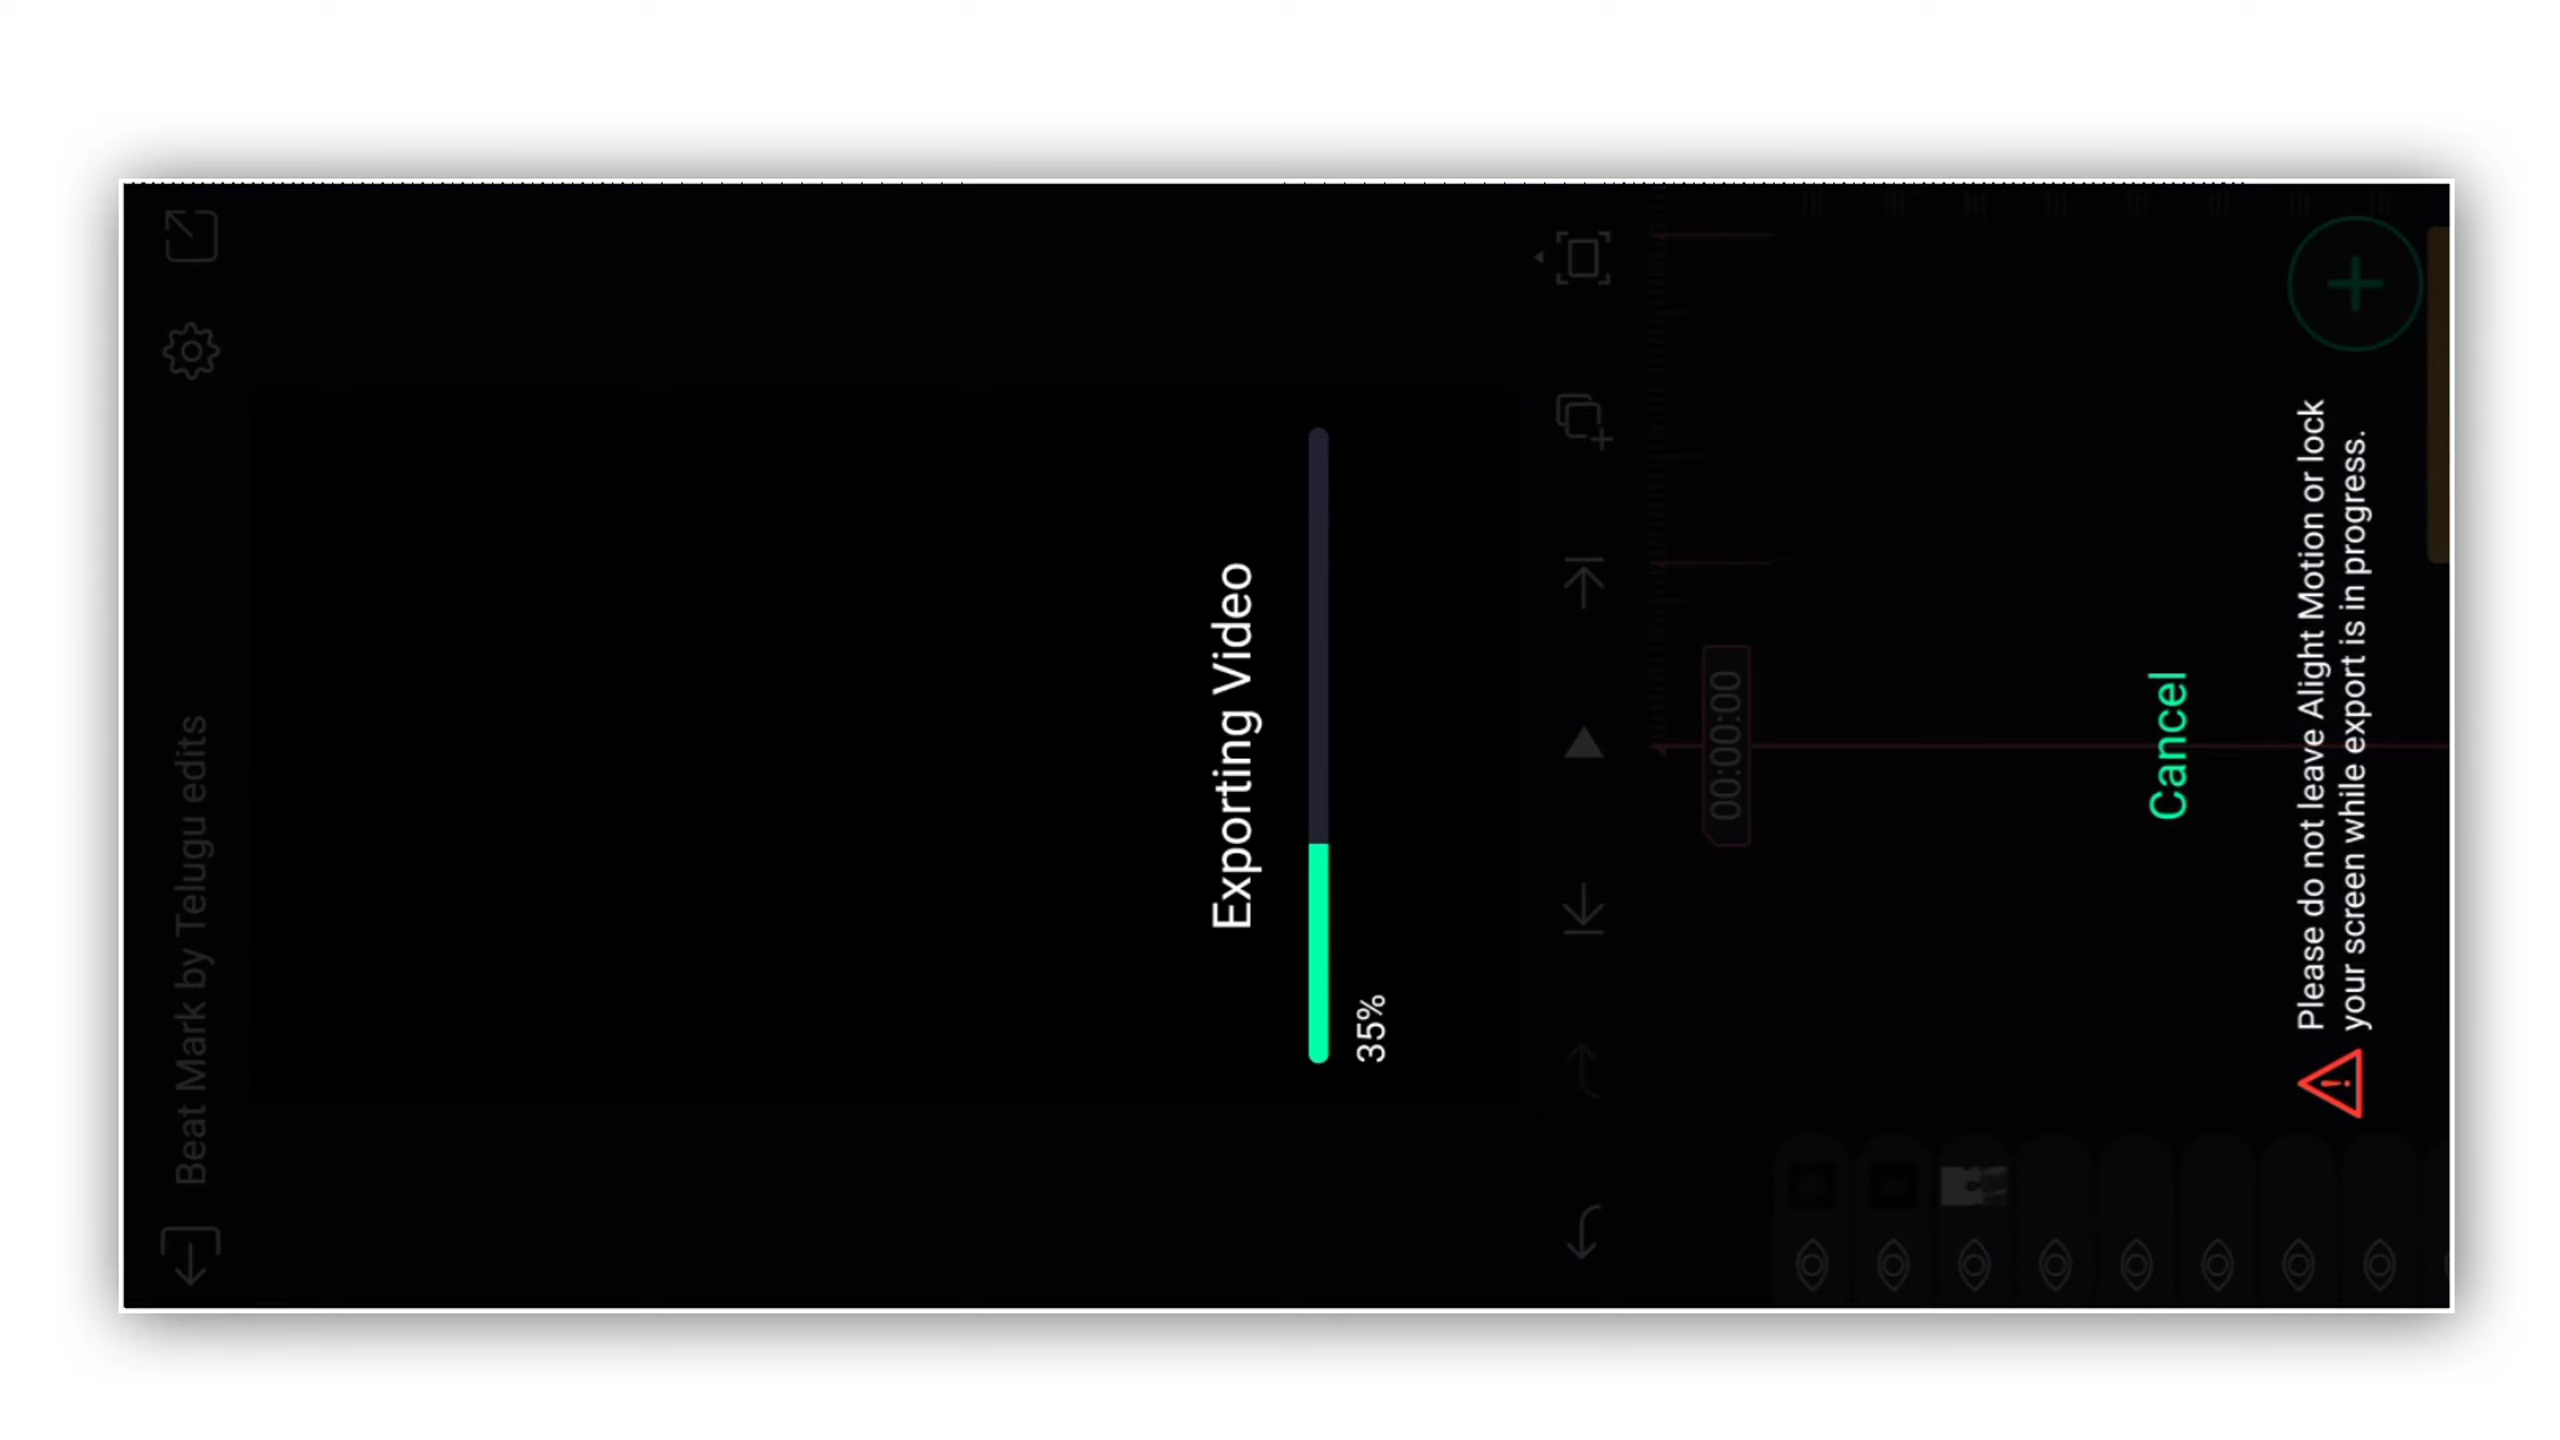 Beat Mark by Telugu edits
Exporting Video
35%
00:00:00
Cancel
Please do not leave Alight Motion or lock
your screen while export is in progress.